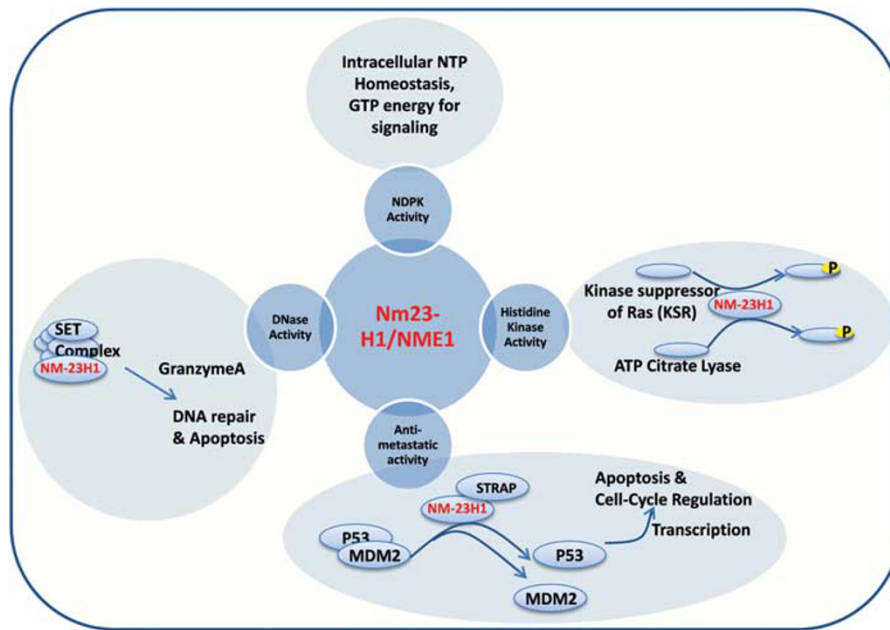 Intracellular NTP
Homeostasis,
GTP energy for
signaling
NDPK
Activity
Nm23-
H1/NME1
DNase
Activity
Histidine
Kinase
Activity
Anti-
metastatic
activity
SET
Complex
NM-23H1
GranzymeA
DNA repair
& Apoptosis
P
Kinase suppressor
of Ras (KSR)
NM-23H1
P
ATP Citrate Lyase
STRAP
NM-23H1
P53
MDM2
P53
MDM2
Apoptosis &
Cell-Cycle Regulation
Transcription